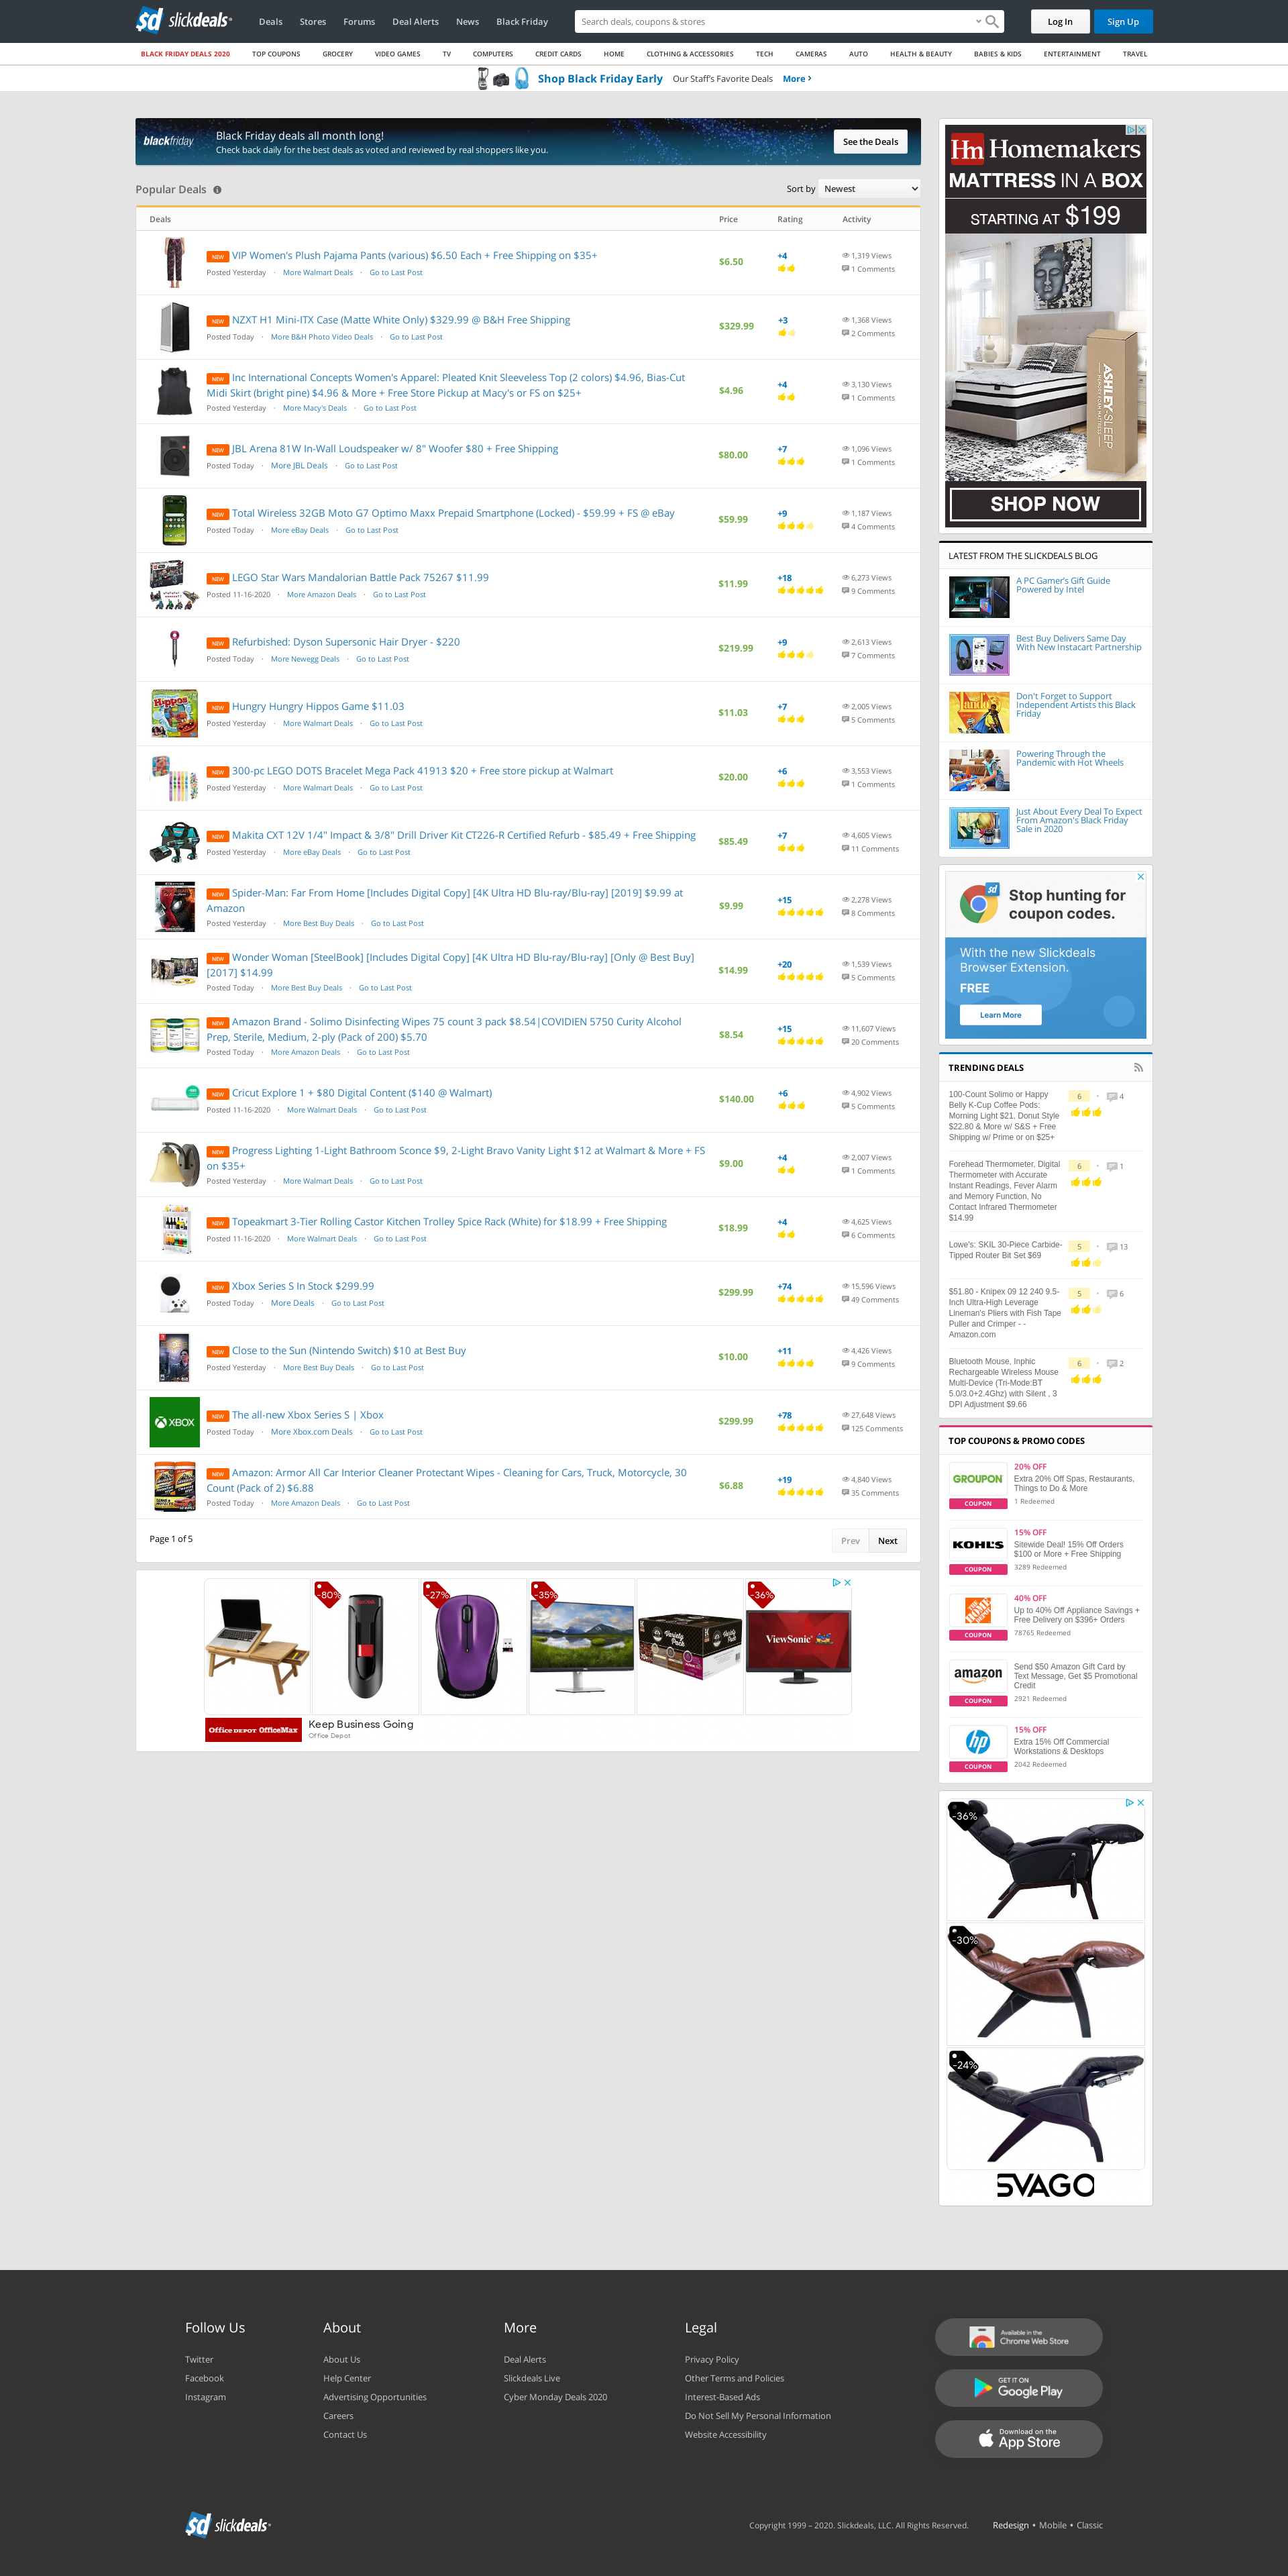 sd slickdeals
Deals Stores Forums Deal Alerts News Black Friday
Search deals, coupons & stores
Log In
Sign Up
BLACK FRIDAY DEALS 2020 TOP COUPONS GROCERY VIDEO GAMES TV COMPUTERS CREDIT CARDS HOME CLOTHING & ACCESSORIES TECH CAMERAS AUTO HEALTH & BEAUTY BABIES & KIDS ENTERTAINMENT TRAVEL
Shop Black Friday Early Our Staff's Favorite Deals More ›
blackfriday
Black Friday deals all month long!
Check back daily for the best deals as voted and reviewed by real shoppers like you.
See the Deals
Popular Deals
Sort by Newest
Deals Price Rating Activity
NEW VIP Women's Plush Pajama Pants (various) $6.50 Each + Free Shipping on $35+
Posted Yesterday · More Walmart Deals · Go to Last Post
$6.50 +4 1,319 Views
1 Comments
NEW NZXT H1 Mini-ITX Case (Matte White Only) $329.99 @ B&H Free Shipping
Posted Today · More B&H Photo Video Deals · Go to Last Post
$329.99 +3 1,368 Views
2 Comments
NEW Inc International Concepts Women's Apparel: Pleated Knit Sleeveless Top (2 colors) $4.96, Bias-Cut
Midi Skirt (bright pine) $4.96 & More + Free Store Pickup at Macy's or FS on $25+
Posted Yesterday · More Macy's Deals · Go to Last Post
$4.96 +4 3,130 Views
1 Comments
NEW JBL Arena 81W In-Wall Loudspeaker w/ 8" Woofer $80 + Free Shipping
Posted Today · More JBL Deals · Go to Last Post
$80.00 +7 1,096 Views
1 Comments
NEW Total Wireless 32GB Moto G7 Optimo Maxx Prepaid Smartphone (Locked) - $59.99 + FS @ eBay
Posted Today · More eBay Deals · Go to Last Post
$59.99 +9 1,187 Views
4 Comments
NEW LEGO Star Wars Mandalorian Battle Pack 75267 $11.99
Posted 11-16-2020 · More Amazon Deals · Go to Last Post
$11.99 +18 6,273 Views
9 Comments
NEW Refurbished: Dyson Supersonic Hair Dryer - $220
Posted Today · More Newegg Deals · Go to Last Post
$219.99 +9 2,613 Views
7 Comments
NEW Hungry Hungry Hippos Game $11.03
Posted Yesterday · More Walmart Deals · Go to Last Post
$11.03 +7 2,005 Views
5 Comments
NEW 300-pc LEGO DOTS Bracelet Mega Pack 41913 $20 + Free store pickup at Walmart
Posted Yesterday · More Walmart Deals · Go to Last Post
$20.00 +6 3,553 Views
1 Comments
NEW Makita CXT 12V 1/4" Impact & 3/8" Drill Driver Kit CT226-R Certified Refurb - $85.49 + Free Shipping
Posted Yesterday · More eBay Deals · Go to Last Post
$85.49 +7 4,605 Views
11 Comments
NEW Spider-Man: Far From Home [Includes Digital Copy] [4K Ultra HD Blu-ray/Blu-ray] [2019] $9.99 at
Amazon
Posted Yesterday · More Best Buy Deals · Go to Last Post
$9.99 +15 2,278 Views
8 Comments
NEW Wonder Woman [SteelBook] [Includes Digital Copy] [4K Ultra HD Blu-ray/Blu-ray] [Only @ Best Buy]
[2017] $14.99
Posted Today · More Best Buy Deals · Go to Last Post
$14.99 +20 1,539 Views
5 Comments
NEW Amazon Brand - Solimo Disinfecting Wipes 75 count 3 pack $8.54|COVIDIEN 5750 Curity Alcohol
Prep, Sterile, Medium, 2-ply (Pack of 200) $5.70
Posted Today · More Amazon Deals · Go to Last Post
$8.54 +15 11,607 Views
20 Comments
NEW Cricut Explore 1 + $80 Digital Content ($140 @ Walmart)
Posted 11-16-2020 · More Walmart Deals · Go to Last Post
$140.00 +6 4,902 Views
5 Comments
NEW Progress Lighting 1-Light Bathroom Sconce $9, 2-Light Bravo Vanity Light $12 at Walmart & More + FS
on $35+
Posted Yesterday · More Walmart Deals · Go to Last Post
$9.00 +4 2,007 Views
1 Comments
NEW Topeakmart 3-Tier Rolling Castor Kitchen Trolley Spice Rack (White) for $18.99 + Free Shipping
Posted 11-16-2020 · More Walmart Deals · Go to Last Post
$18.99 +4 4,625 Views
6 Comments
NEW Xbox Series S In Stock $299.99
Posted Today · More Deals · Go to Last Post
$299.99 +74 15,596 Views
49 Comments
NEW Close to the Sun (Nintendo Switch) $10 at Best Buy
Posted Yesterday · More Best Buy Deals · Go to Last Post
$10.00 +11 4,426 Views
9 Comments
XBOX
NEW The all-new Xbox Series S | Xbox
Posted Today · More Xbox.com Deals · Go to Last Post
$299.99 +78 27,648 Views
125 Comments
NEW Amazon: Armor All Car Interior Cleaner Protectant Wipes - Cleaning for Cars, Truck, Motorcycle, 30
Count (Pack of 2) $6.88
Posted Today · More Amazon Deals · Go to Last Post
$6.88 +19 4,840 Views
35 Comments
Page 1 of 5
Prev Next
-80% -27% -35% -36%
Variety Pack
ViewSonic
Office DEPOT OfficeMax
Keep Business Going
Office Depot
Hn Homemakers
MATTRESS IN A BOX
STARTING AT $199
ASHLEY-SLEEP
SHOP NOW
LATEST FROM THE SLICKDEALS BLOG
A PC Gamer's Gift Guide
Powered by Intel
Best Buy Delivers Same Day
With New Instacart Partnership
Don't Forget to Support
Independent Artists this Black
Friday
Powering Through the
Pandemic with Hot Wheels
Just About Every Deal To Expect
From Amazon's Black Friday
Sale in 2020
Stop hunting for
coupon codes.
With the new Slickdeals
Browser Extension.
FREE
Learn More
TRENDING DEALS
100-Count Solimo or Happy
Belly K-Cup Coffee Pods:
Morning Light $21, Donut Style
$22.80 & More w/ S&S + Free
Shipping w/ Prime or on $25+
6 4
Forehead Thermometer, Digital
Thermometer with Accurate
Instant Readings, Fever Alarm
and Memory Function, No
Contact Infrared Thermometer
$14.99
6 1
Lowe's: SKIL 30-Piece Carbide-
Tipped Router Bit Set $69
5 13
$51.80 - Knipex 09 12 240 9.5-
Inch Ultra-High Leverage
Lineman's Pliers with Fish Tape
Puller and Crimper - -
Amazon.com
5 6
Bluetooth Mouse, Inphic
Rechargeable Wireless Mouse
Multi-Device (Tri-Mode:BT
5.0/3.0+2.4Ghz) with Silent , 3
DPI Adjustment $9.66
6 2
TOP COUPONS & PROMO CODES
GROUPON
COUPON
20% OFF
Extra 20% Off Spas, Restaurants,
Things to Do & More
1 Redeemed
KOHL'S
COUPON
15% OFF
Sitewide Deal! 15% Off Orders
$100 or More + Free Shipping
3289 Redeemed
COUPON
40% OFF
Up to 40% Off Appliance Savings +
Free Delivery on $396+ Orders
78765 Redeemed
amazon
COUPON
Send $50 Amazon Gift Card by
Text Message, Get $5 Promotional
Credit
2921 Redeemed
hp
COUPON
15% OFF
Extra 15% Off Commercial
Workstations & Desktops
2042 Redeemed
-36%
-30%
-24%
SVAGO
Follow Us
Twitter
Facebook
Instagram
About
About Us
Help Center
Advertising Opportunities
Careers
Contact Us
More
Deal Alerts
Slickdeals Live
Cyber Monday Deals 2020
Legal
Privacy Policy
Other Terms and Policies
Interest-Based Ads
Do Not Sell My Personal Information
Website Accessibility
Available in the
Chrome Web Store
GET IT ON
Google Play
Download on the
App Store
sd slickdeals
Copyright 1999 – 2020. Slickdeals, LLC. All Rights Reserved. Redesign • Mobile • Classic